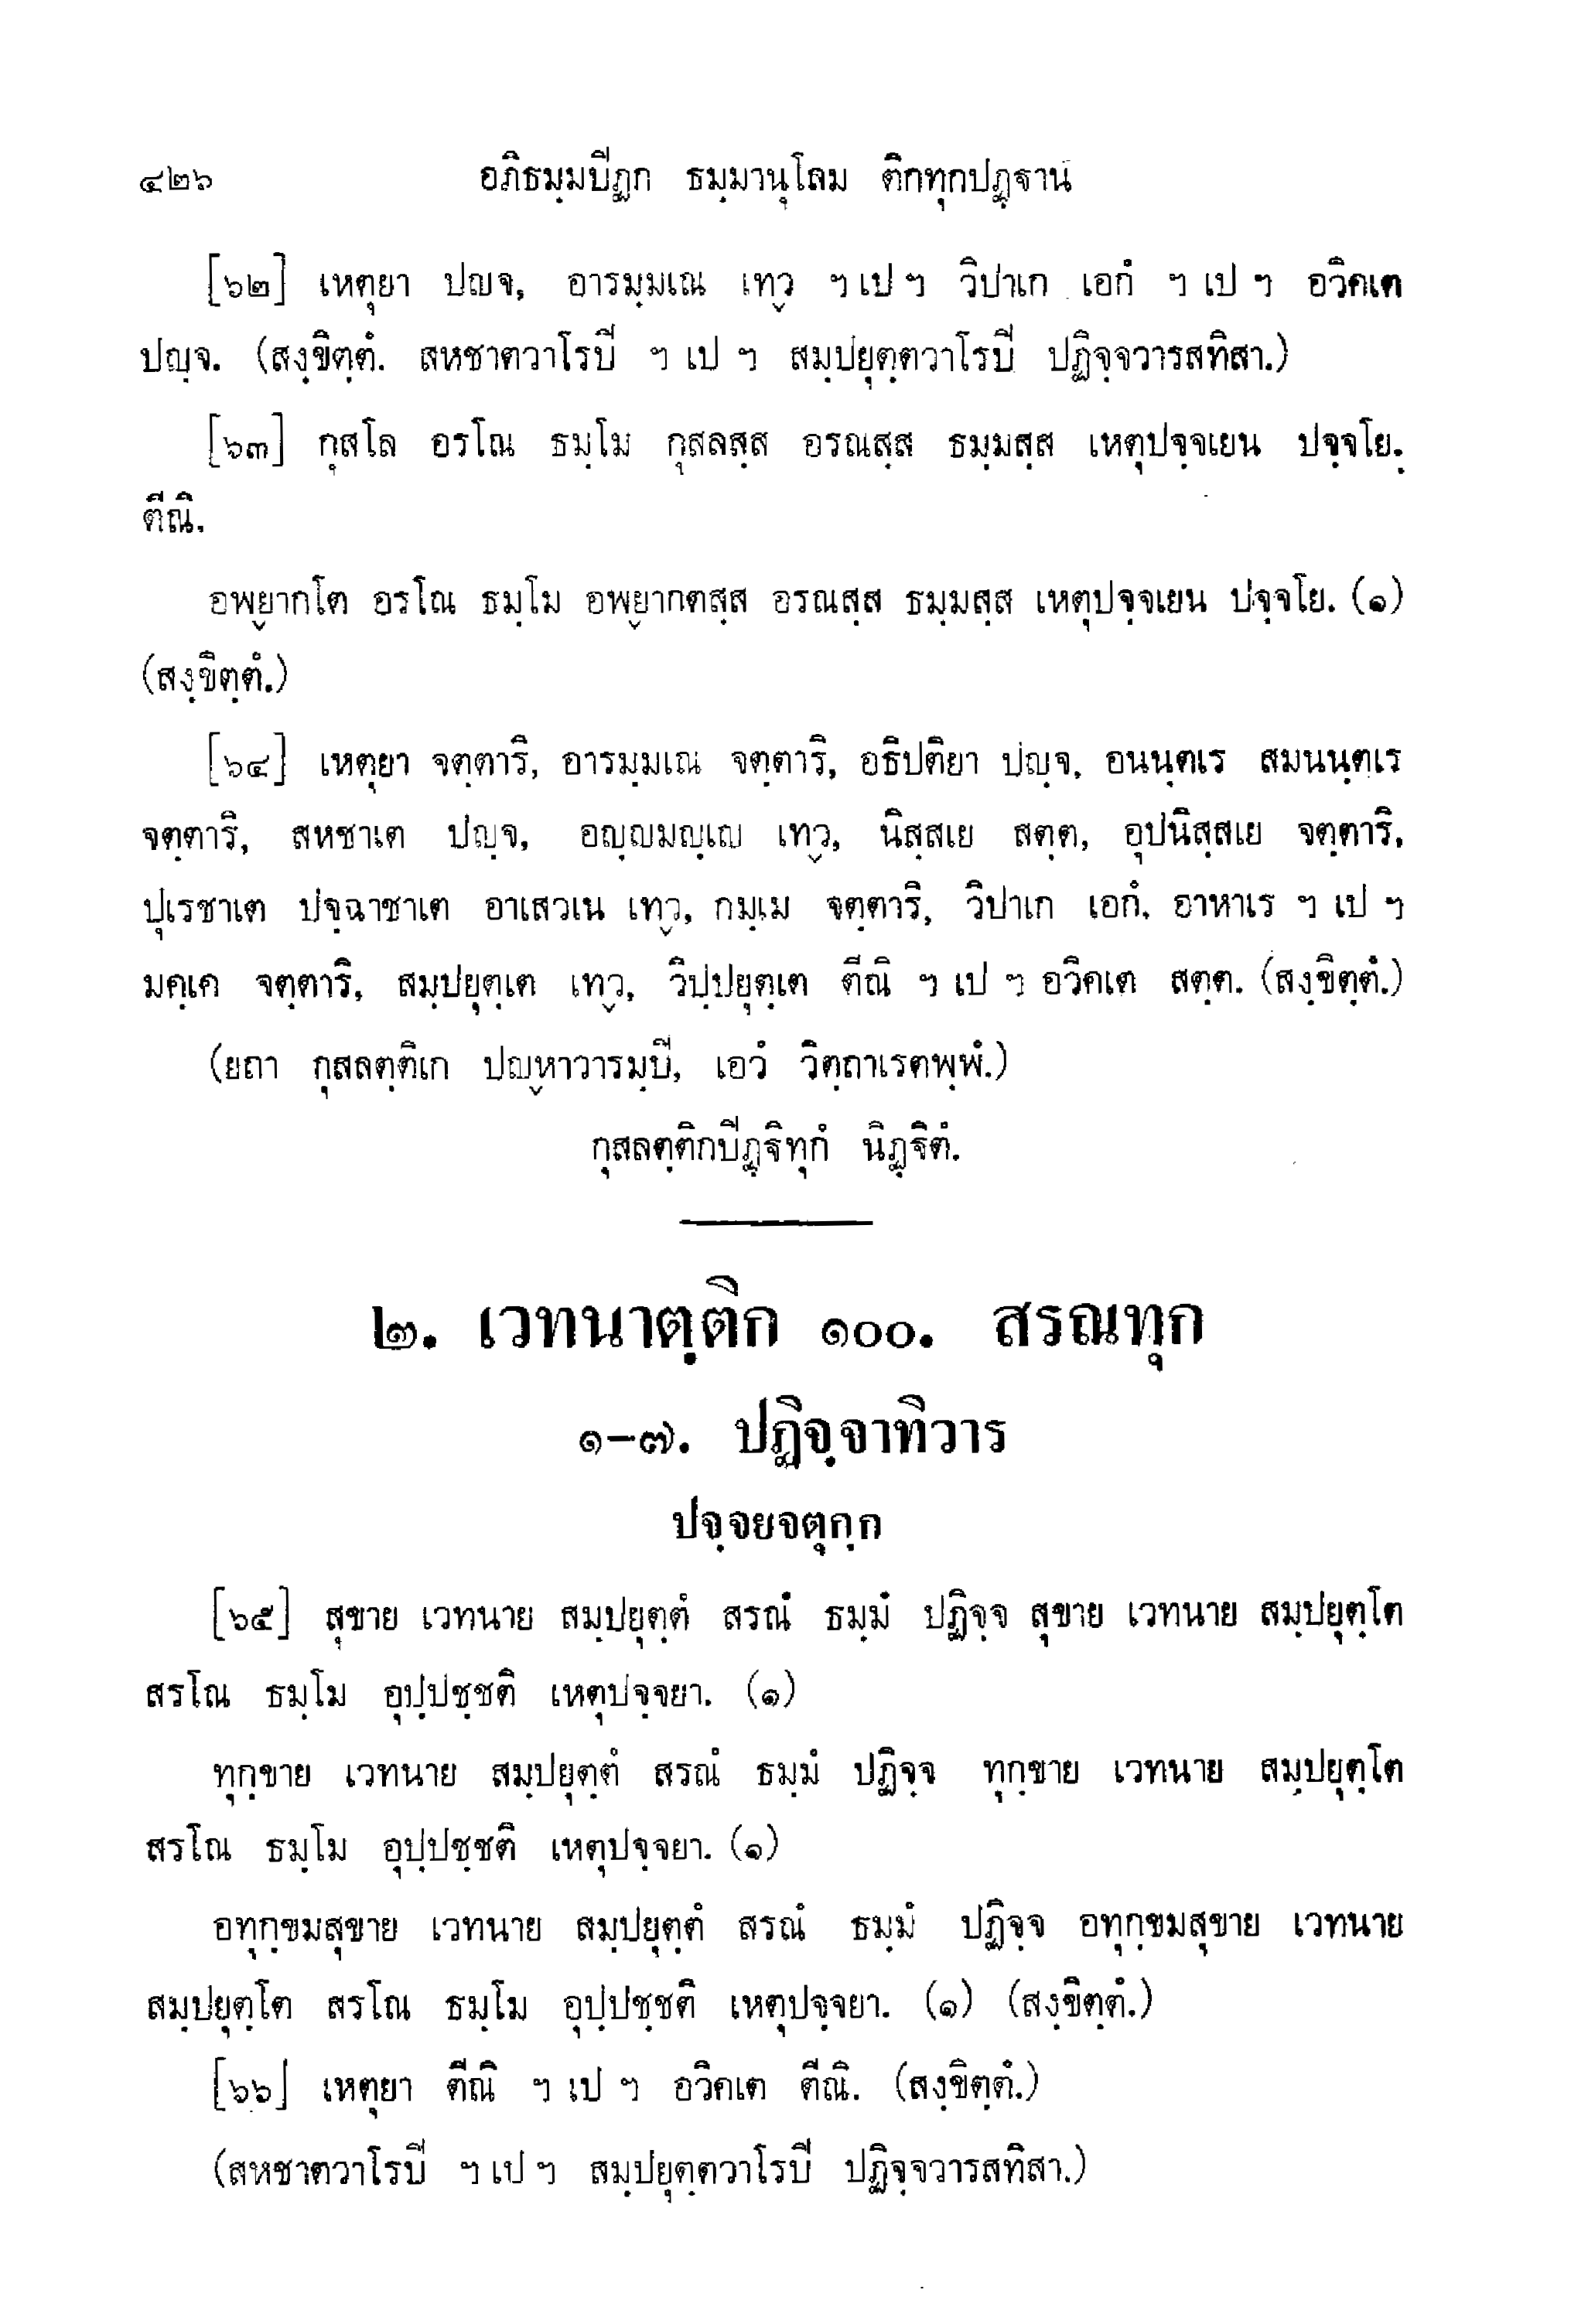 ๔๒๖ อภิธมฺมปิฏก ธมฺมานุโลม ติกทุกปฏฺฐานํ
[๖๒] เหตุยา ปญฺจ, อารมฺมเณ เทฺว ฯ เป ฯ วิปาเก เอกํ ฯ เป ฯ อวิคเต
ปญฺจ. (สงฺขิตฺตํ. สหชาตวาโรปิ ฯ เป ฯ สมฺปยุตฺตวาโรปิ ปฏิจฺจวารสทิสา.)
[๖๓] กุสโล อรโณ ธมฺโม กุสลสฺส อรณสฺส ธมฺมสฺส เหตุปจฺจเยน ปจฺจโย.
ตีณิ.
อพฺยากโต อรโณ ธมฺโม อพฺยากตสฺส อรณสฺส ธมฺมสฺส เหตุปจฺจเยน ปจฺจโย. (๑)
(สงฺขิตฺตํ.)
[๖๔] เหตุยา จตฺตาริ, อารมฺมเณ จตฺตาริ, อธิปติยา ปญฺจ, อนนฺตเร สมนนฺตเร
จตฺตาริ, สหชาเต ปญฺจ, อญฺญมญฺเญ เทฺว, นิสฺสเย สตฺต, อุปนิสฺสเย จตฺตาริ,
ปุเรชาเต ปจฺฉาชาเต อาเสวเน เทฺว, กมฺเม จตฺตาริ, วิปาเก เอกํ, อาหาเร ฯ เป ฯ
มคฺเค จตฺตาริ, สมฺปยุตฺเต เทฺว, วิปฺปยุตฺเต ตีณิ ฯ เป ฯ อวิคเต สตฺต. (สงฺขิตฺตํ.)
(ยถา กุสลตฺติเก ปญฺหาวารมฺปิ, เอวํ วิตฺถาเรตพฺพํ.)
กุสลตฺติกปิฏฺฐิทุกํ นิฏฺฐิตํ.
๒. เวทนาตฺติก ๑๐๐. สรณทุก
๑-๗. ปฏิจฺจาทิวาร
ปจฺจยจตุกฺก
[๖๕] สุขาย เวทนาย สมฺปยุตฺตํ สรณํ ธมฺมํ ปฏิจฺจ สุขาย เวทนาย สมฺปยุตฺโต
สรโณ ธมฺโม อุปฺปชฺชติ เหตุปจฺจยา. (๑)
ทุกฺขาย เวทนาย สมฺปยุตฺตํ สรณํ ธมฺมํ ปฏิจฺจ ทุกฺขาย เวทนาย สมฺปยุตฺโต
สรโณ ธมฺโม อุปฺปชฺชติ เหตุปจฺจยา. (๑)
อทุกฺขมสุขาย เวทนาย สมฺปยุตฺตํ สรณํ ธมฺมํ ปฏิจฺจ อทุกฺขมสุขาย เวทนาย
สมฺปยุตฺโต สรโณ ธมฺโม อุปฺปชฺชติ เหตุปจฺจยา. (๑) (สงฺขิตฺตํ.)
[๖๖] เหตุยา ตีณิ ฯ เป ฯ อวิคเต ตีณิ. (สงฺขิตฺตํ.)
(สหชาตวาโรปิ ฯ เป ฯ สมฺปยุตฺตวาโรปิ ปฏิจฺจวารสทิสา.)